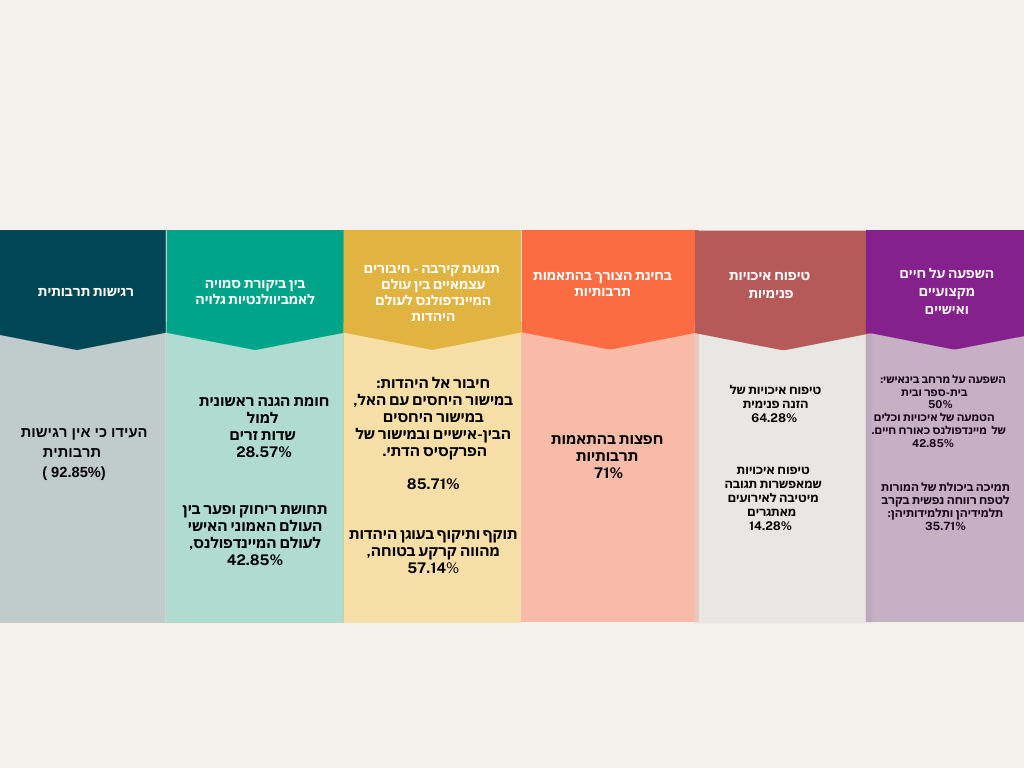 השפעה על חיים
מקצועיים
ואישיים
השפעה על מרחב בינאישי:
בית-ספר ובית
50%
הטמעה של איכויות וכלים
של מיינדפולנס כאורח חיים.
42.85%
תמיכה ביכולת של המורות
לטפח רווחה נפשית בקרב
תלמידיהן ותלמידותיהן:
35.71%
טיפוח איכויות
פנימיות
טיפוח איכויות של
הזנה פנימית
64.28%
טיפוח איכויות
שמאפשרות תגובה
מיטיבה לאירועים
מאתגרים
14.28%
בחינת הצורך בהתאמות
תרבותיות
חפצות בהתאמות
תרבותיות
71%
תנועת קירבה - חיבורים
עצמאיים בין עולם
המיינדפולנס לעולם
היהדות
חיבור אל היהדות:
במישור היחסים עם האל,
במישור היחסים
הבין-אישיים ובמישור של
הפרקסיס הדתי.
85.71%
תוקף ותיקוף בעוגן היהדות
מהווה קרקע בטוחה,
57.14%
בין ביקורת סמויה
לאמביוולנטיות גלויה
חומת הגנה ראשונית
למול
שדות זרים
28.57%
תחושת ריחוק ופער בין
העולם האמוני האישי
לעולם המיינדפולנס,
42.85%
רגישות תרבותית
העידו כי אין רגישות
תרבותית
( 92.85%)